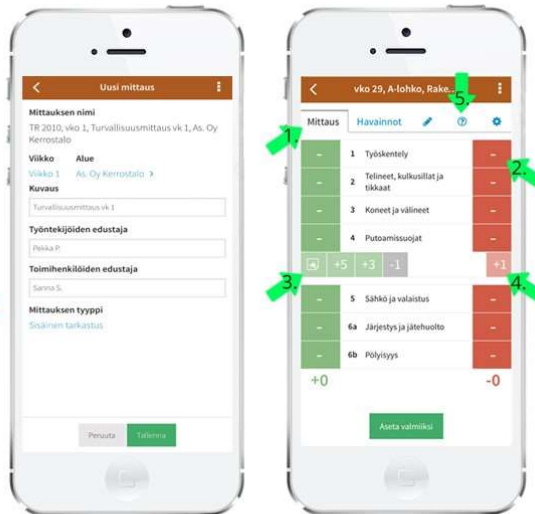 Uusi mittaus
Mittauksen nimi
TR 2010, vko 1, Turvallisuusmittaus vk 1, As. Oy
Kerrostalo
Viikko Alue
Viikko 1 As. Oy Kerrostalo >
Kuvaus
Turvallisuusmittaus vk 1
Työntekijöiden edustaja
Pekka P.
Toimihenkilöiden edustaja
Sanna S.
Mittauksen tyyppi
Sisäinen tarkastus
Peruuta Tallenna
vko 29, A-lohko, Rake...
5.
1. Mittaus Havainnot
- 1 Työskentely -
2.
- 2 Telineet, kulkusillat ja
tikkaat -
- 3 Koneet ja välineet -
- 4 Putoamissuojat -
3. +5 +3 -1 +1 4.
- 5 Sähkö ja valaistus -
- 6a Järjestys ja jätehuolto -
- 6b Pölyisyys -
+0 -0
Aseta valmiiksi